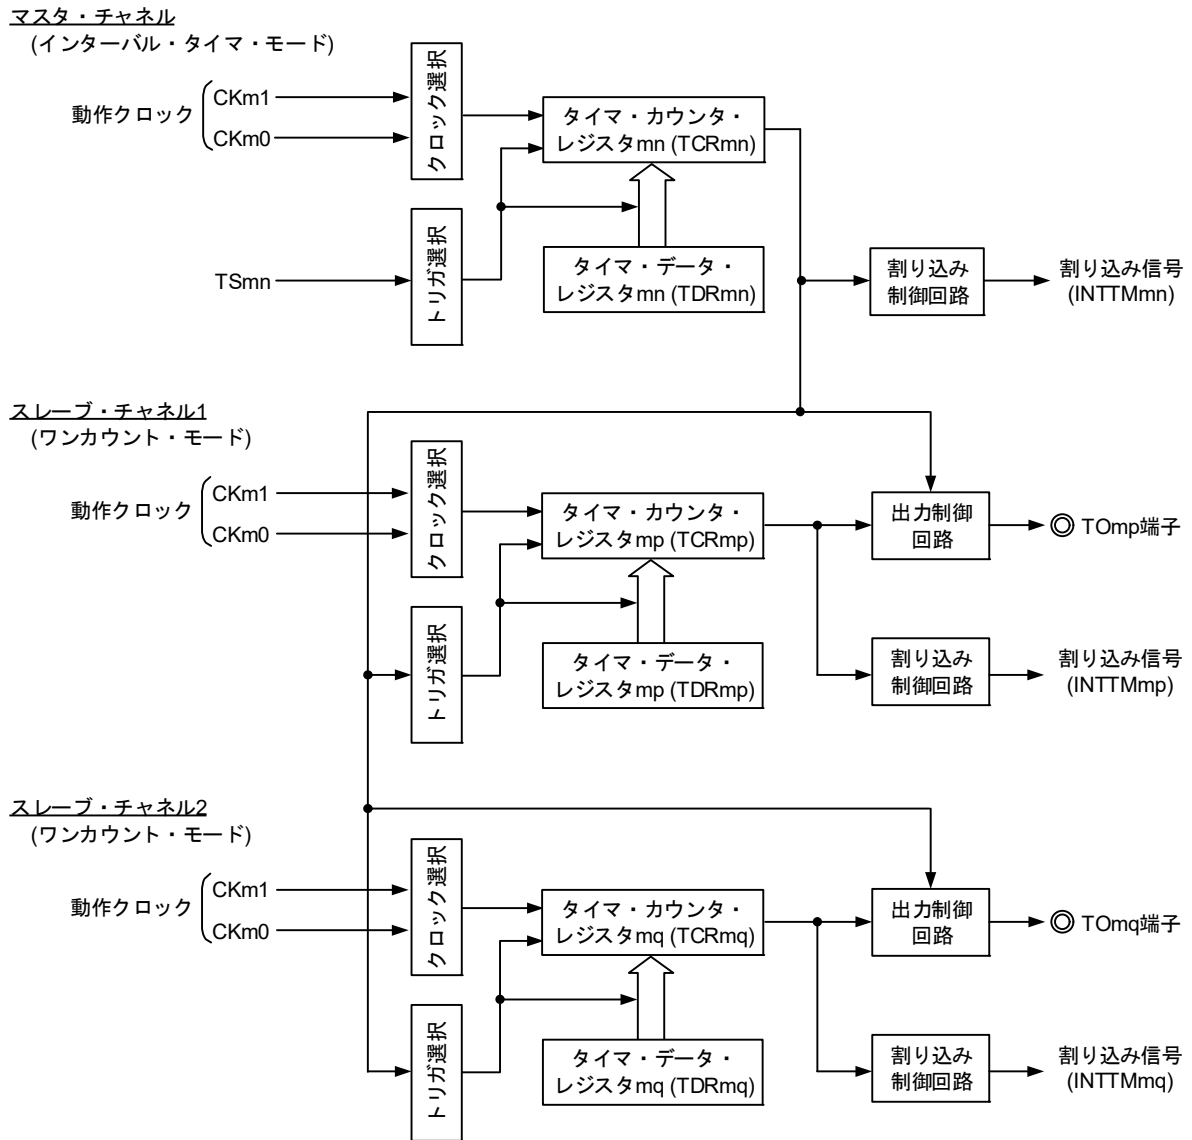 マスタ・チャネル
(インターバル・タイマ・モード)
動作クロック
CKm1
CKm0
クロック選択
タイマ・カウンタ・
レジスタmn (TCRmn)
TSmn
トリガ選択
タイマ・データ・
レジスタmn (TDRmn)
割り込み
制御回路
割り込み信号
(INTTMmn)
スレーブ・チャネル1
(ワンカウント・モード)
動作クロック
CKm1
CKm0
クロック選択
タイマ・カウンタ・
レジスタmp (TCRmp)
出力制御
回路
TOmp端子
トリガ選択
タイマ・データ・
レジスタmp (TDRmp)
割り込み
制御回路
割り込み信号
(INTTMmp)
スレーブ・チャネル2
(ワンカウント・モード)
動作クロック
CKm1
CKm0
クロック選択
タイマ・カウンタ・
レジスタmq (TCRmq)
出力制御
回路
TOmq端子
トリガ選択
タイマ・データ・
レジスタmq (TDRmq)
割り込み
制御回路
割り込み信号
(INTTMmq)